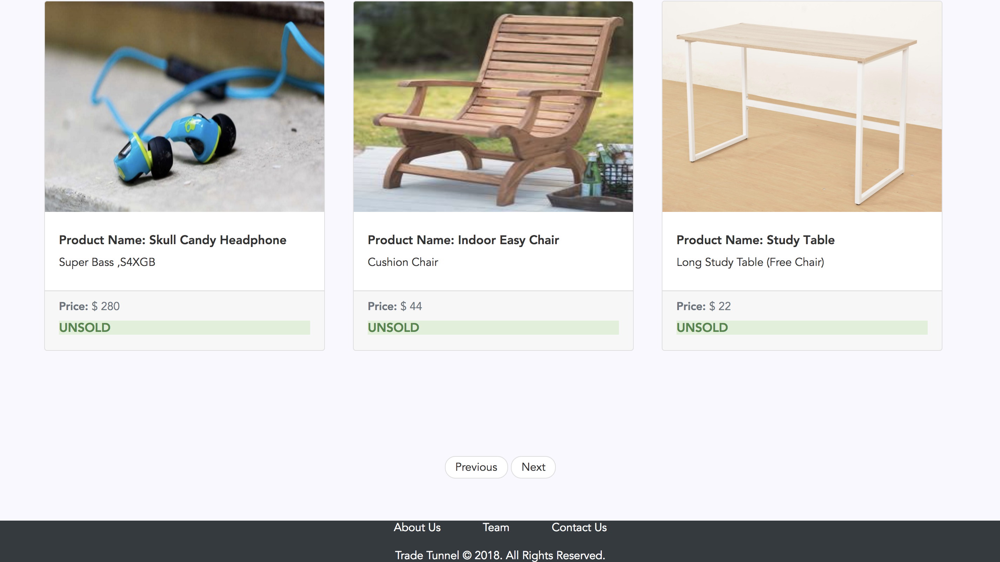 Product Name: Skull Candy Headphone
Super Bass ,S4XGB
Price: $ 280
UNSOLD
Product Name: Indoor Easy Chair
Cushion Chair
Price: $ 44
UNSOLD
Product Name: Study Table
Long Study Table (Free Chair)
Price: $ 22
UNSOLD
Previous Next
About Us Team Contact Us
Trade Tunnel © 2018. All Rights Reserved.